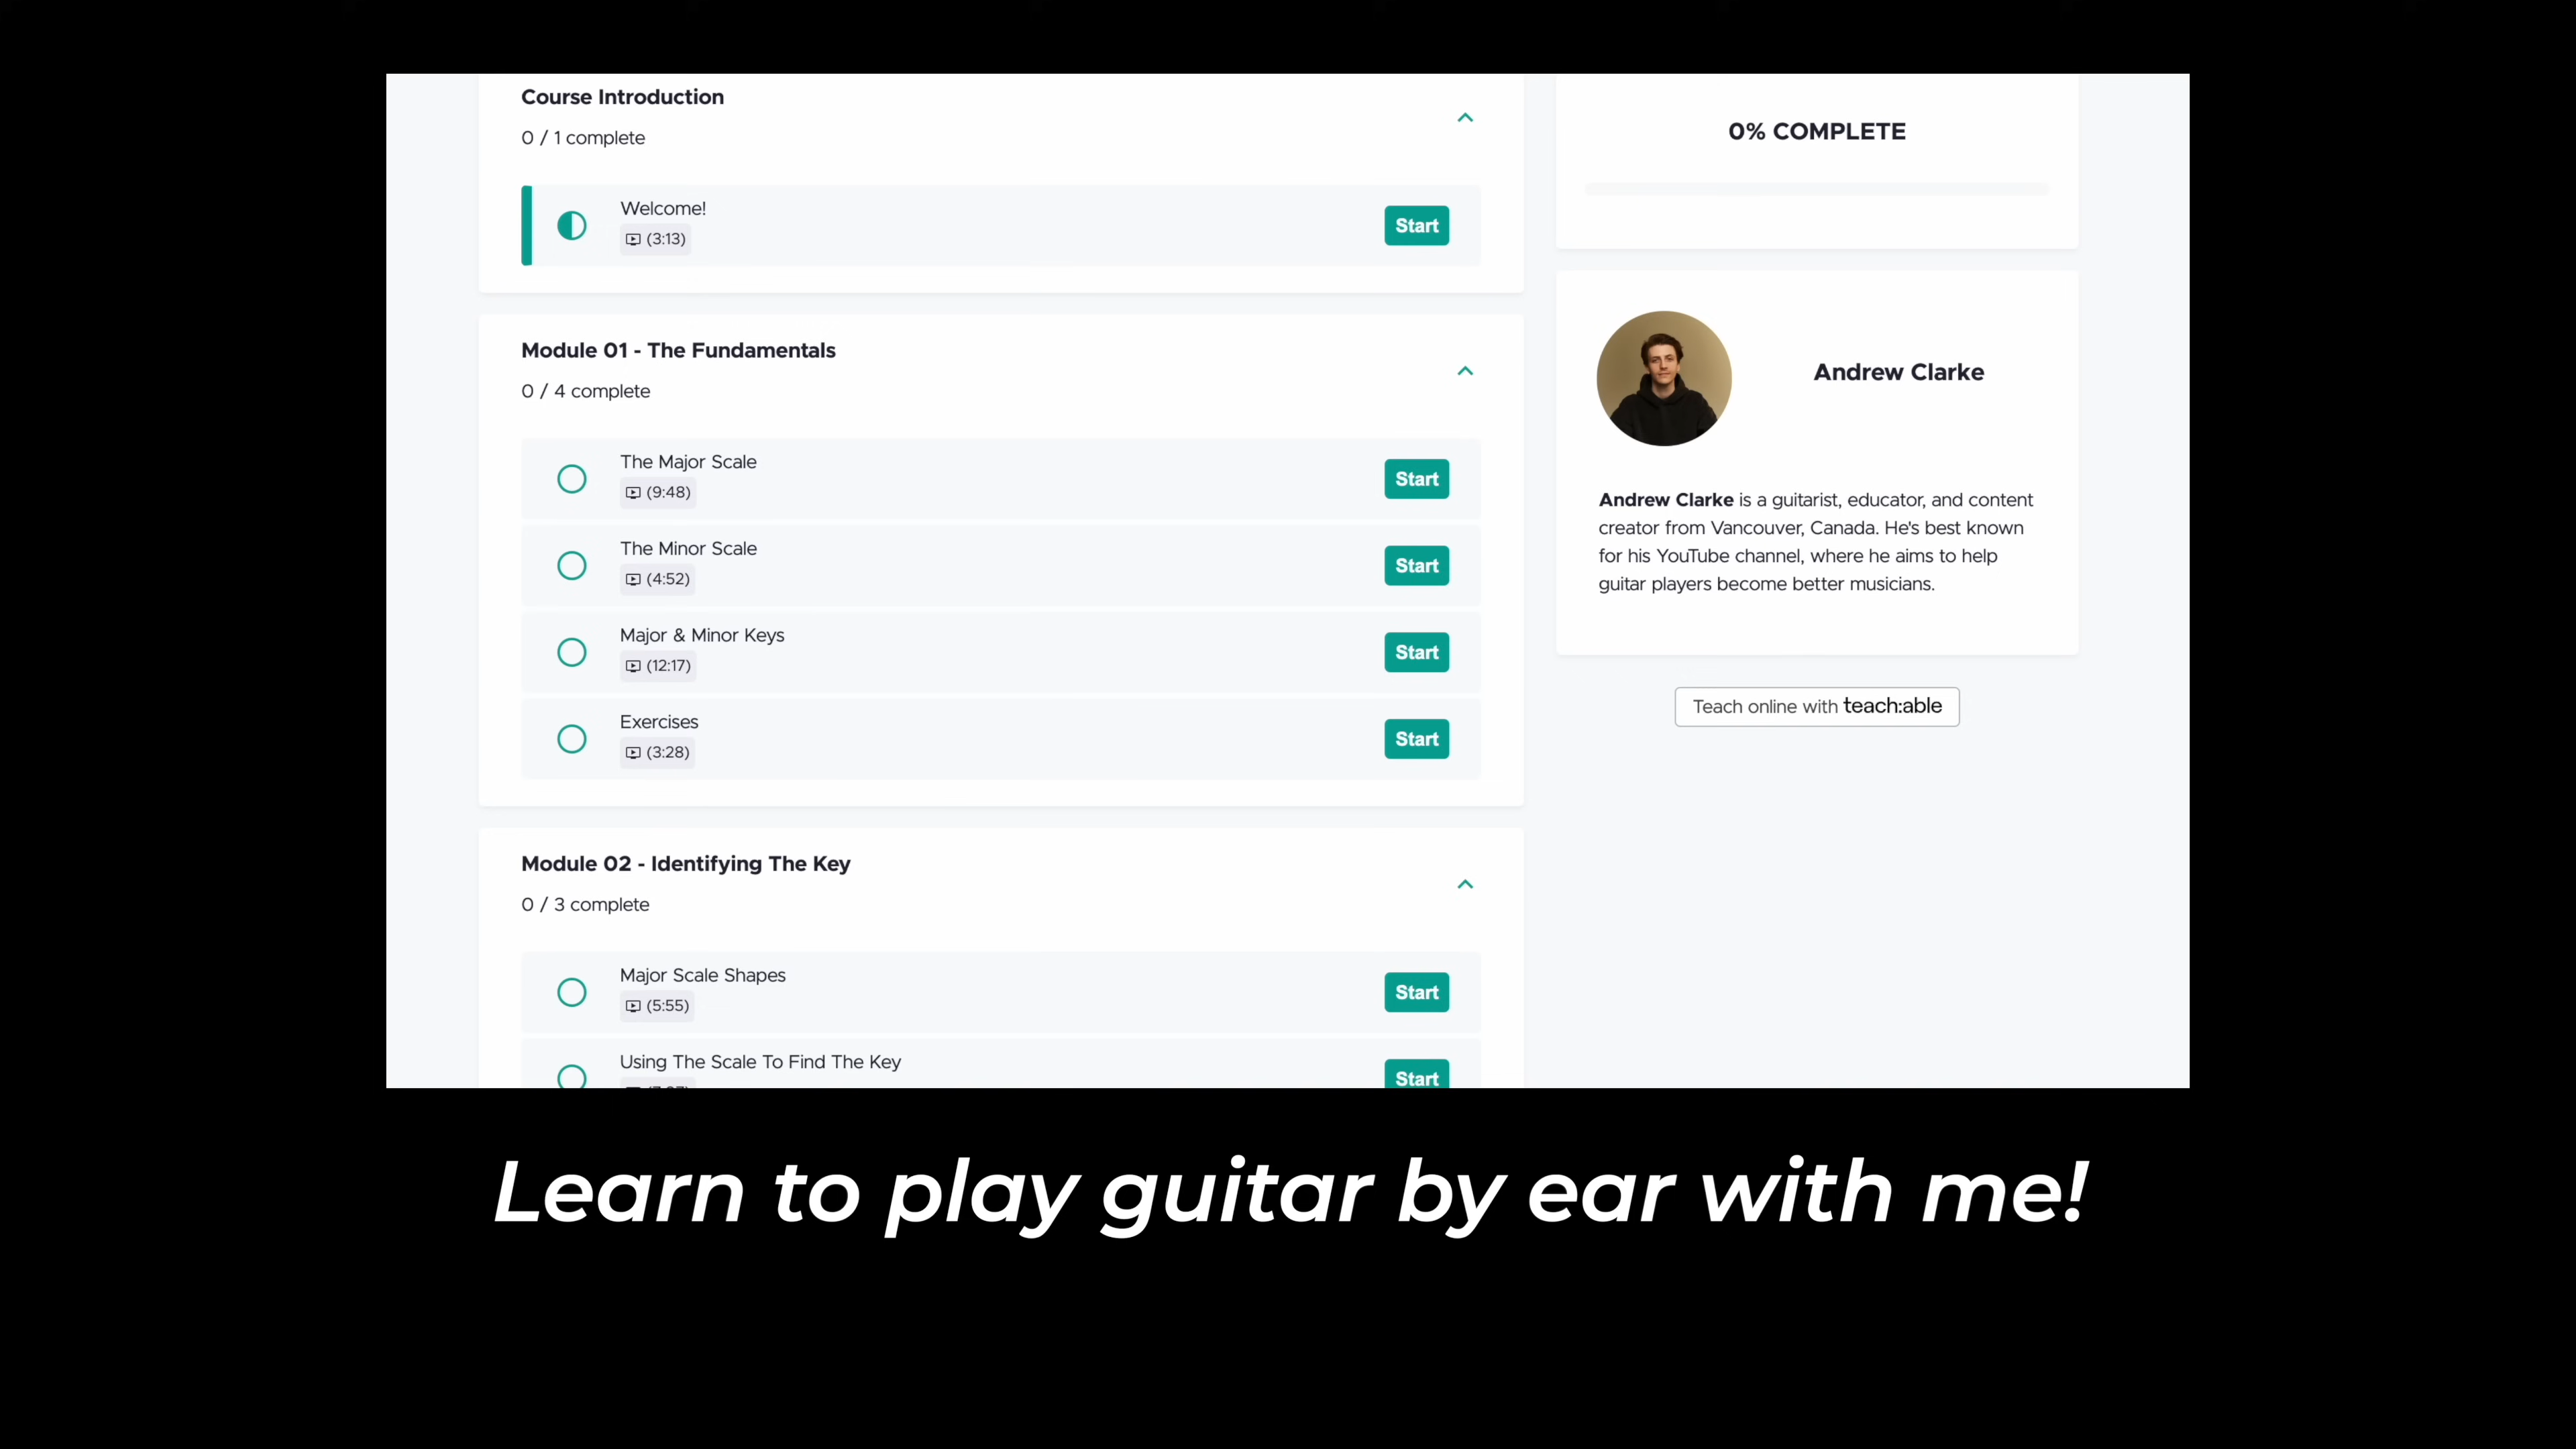 Course Introduction
0 / 1 complete
Welcome!
(3:13)
Start
Module 01 - The Fundamentals
0 / 4 complete
The Major Scale
(9:48)
Start
The Minor Scale
(4:52)
Start
Major & Minor Keys
(12:17)
Start
Exercises
(3:28)
Start
Module 02 - Identifying The Key
0 / 3 complete
Major Scale Shapes
(5:55)
Start
Using The Scale To Find The Key
Start
0% COMPLETE
Andrew Clarke
Andrew Clarke is a guitarist, educator, and content
creator from Vancouver, Canada. He's best known
for his YouTube channel, where he aims to help
guitar players become better musicians.
Teach online with teach:able
Learn to play guitar by ear with me!